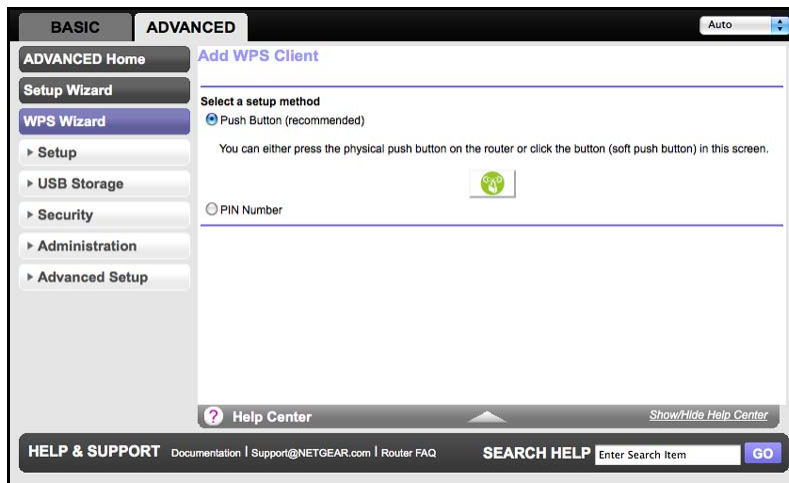 BASIC
ADVANCED
Auto
ADVANCED Home
Setup Wizard
WPS Wizard
Setup
USB Storage
Security
Administration
Advanced Setup
Add WPS Client
Select a setup method
Push Button (recommended)
You can either press the physical push button on the router or click the button (soft push button) in this screen.
PIN Number
? Help Center
Show/Hide Help Center
HELP & SUPPORT Documentation | Support@NETGEAR.com | Router FAQ
SEARCH HELP Enter Search Item GO